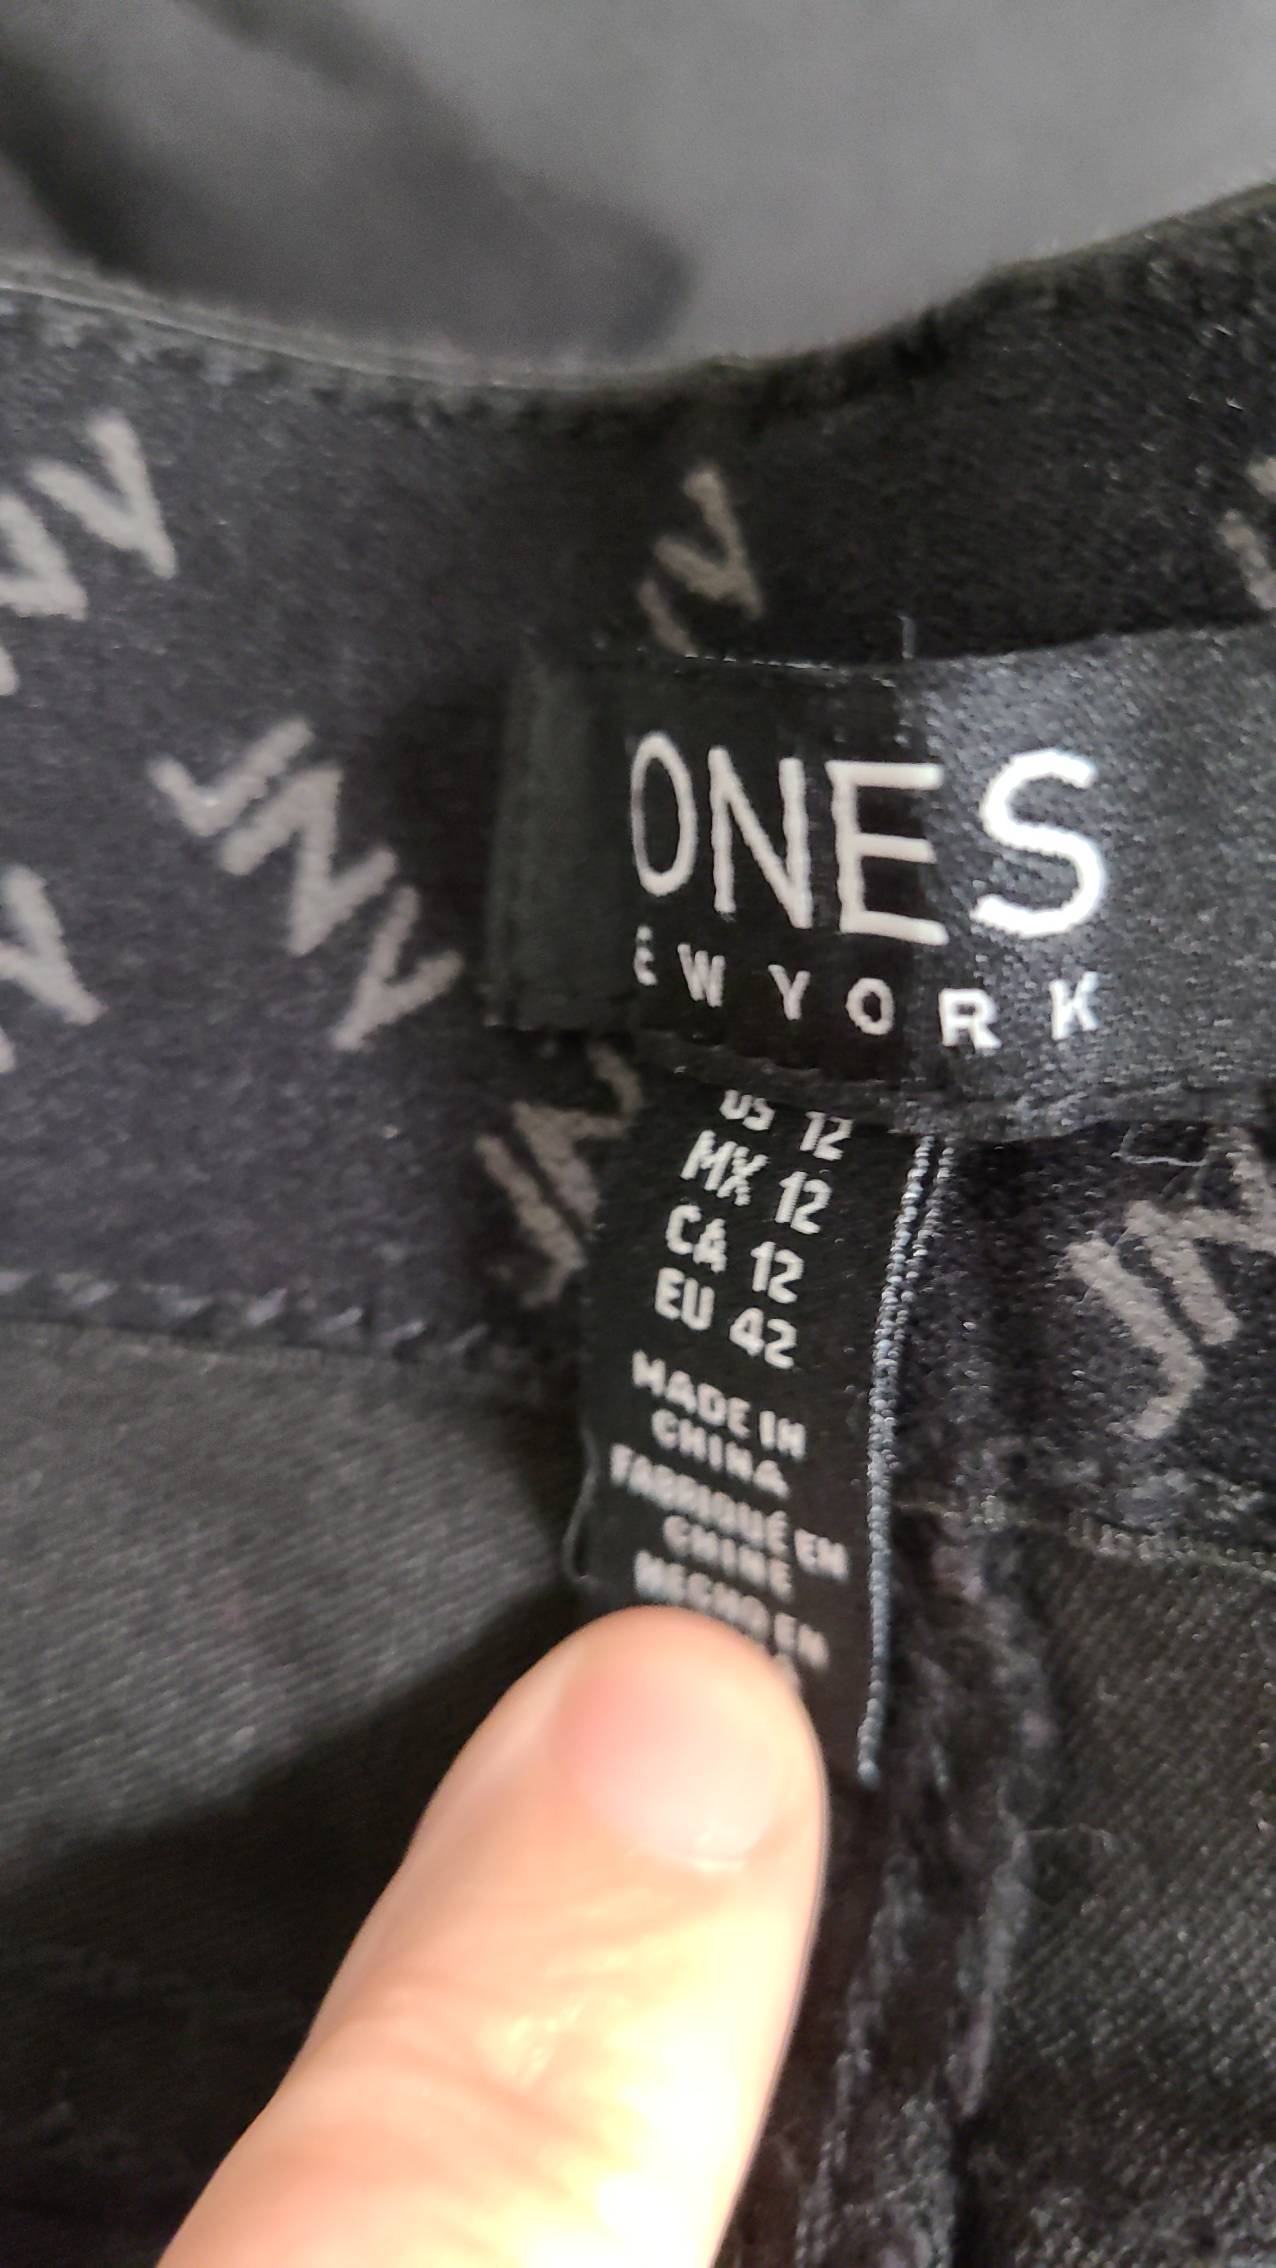 JNY
ONES
EW YORK
US 12
MX 12
CA 12
EU 42
MADE IN
CHINA
FABRIQUÉ EN
CHINE
HECHO EN